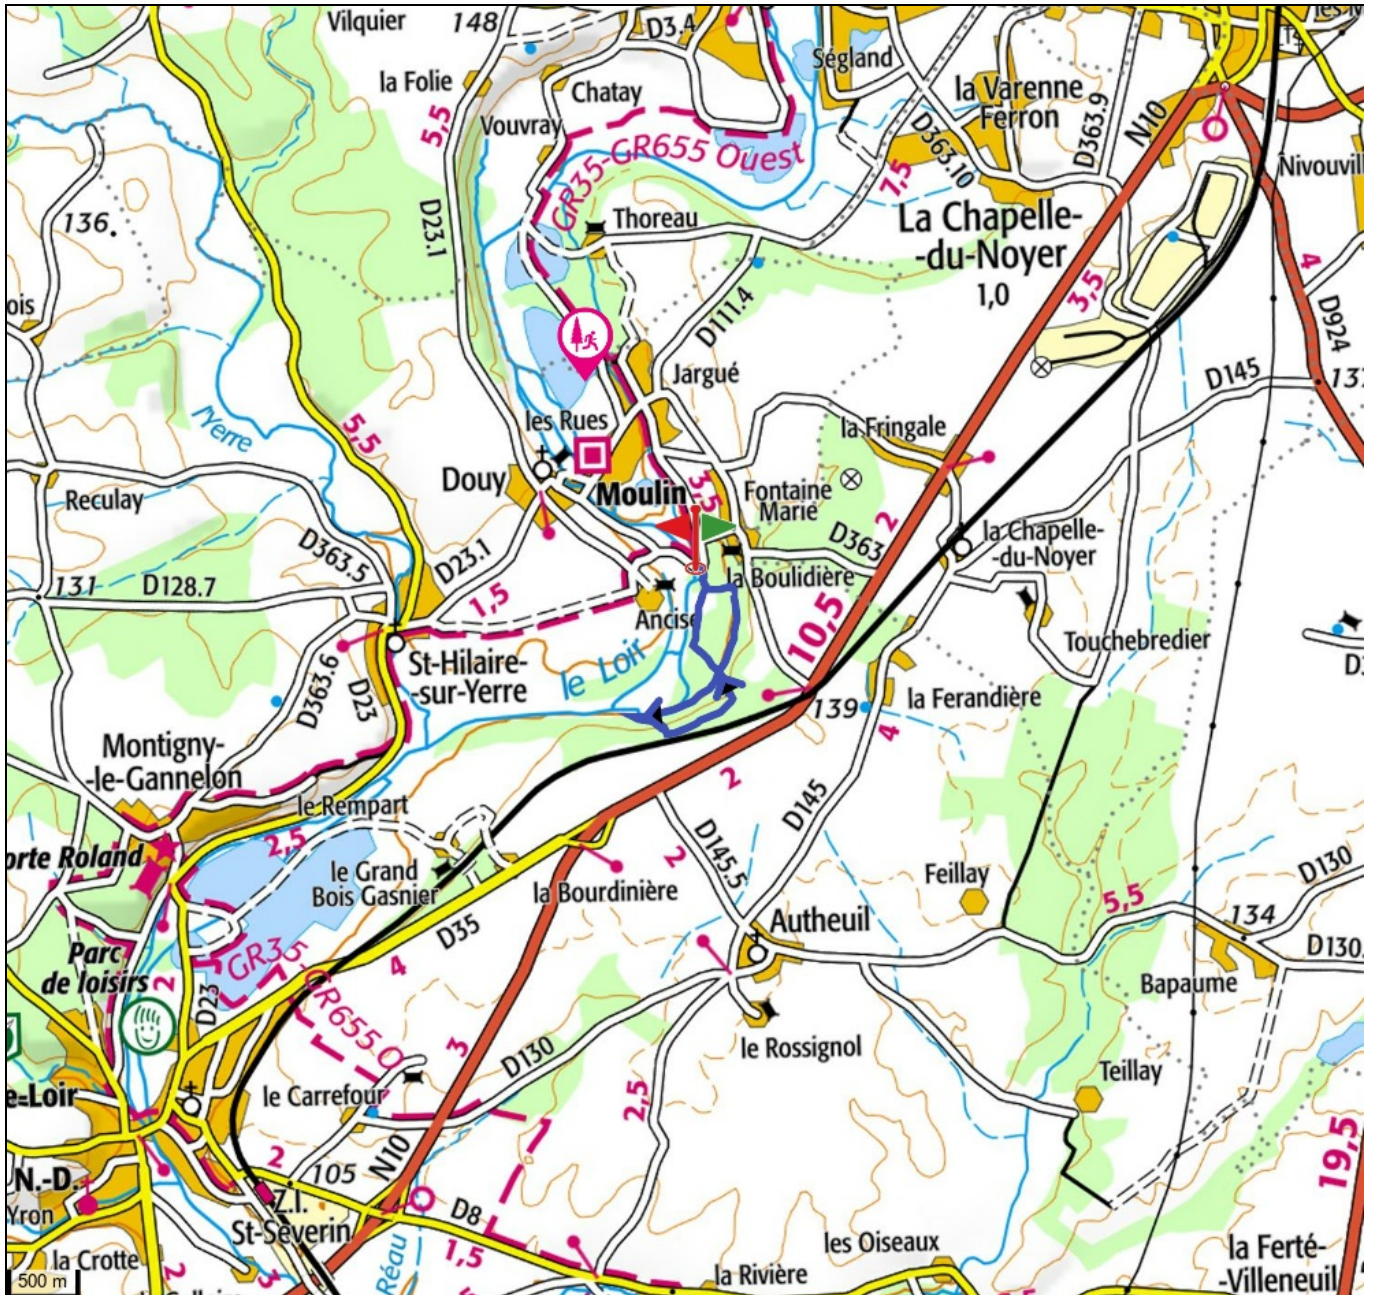 Vilquier
148
D3.4
Ségland
la Folie
Chatay
la Varenne
Ferron
D363.9
N10
5,5
Vouvray
GR35-GR655 Ouest
7,5
D363.10
Nivouvil
136
D23.1
Thoreau
La Chapelle-
-du-Noyer
1,0
3,5
4
D924
ois
D111.4
Jargué
D145
137
l'Yerre
5,5
les Rues
la Fringale
Douy
Moulin
3,5
Fontaine
Marie
2
Reculay
D363.5
D23.1
D363
la Chapelle-
-du-Noyer
131
D128.7
1,5
la Boulidière
Ancise
10,5
Touchebredier
St-Hilaire-
-sur-Yerre
le Loir
D363.6
D23
139
la Ferandière
4
Montigny-
-le-Gannelon
2
le Rempart
2,5
D145
orte Roland
le Grand
Bois Gasnier
D145.5
2
la Bourdinière
Feillay
D130
5,5
134
D35
Autheuil
D130
Parc
de loisirs
2
D23
GR35-GR655 O
4
Bapaume
le Rossignol
3
D130
Teillay
e-Loir
le Carrefour
2,5
19,5
N.-D.
Yron
2
105
N10
Z.I.
St-Séverin
D8
la Crotte
2
3
Réau
1,5
les Oiseaux
la Rivière
la Ferté-
-Villeneuil
500 m